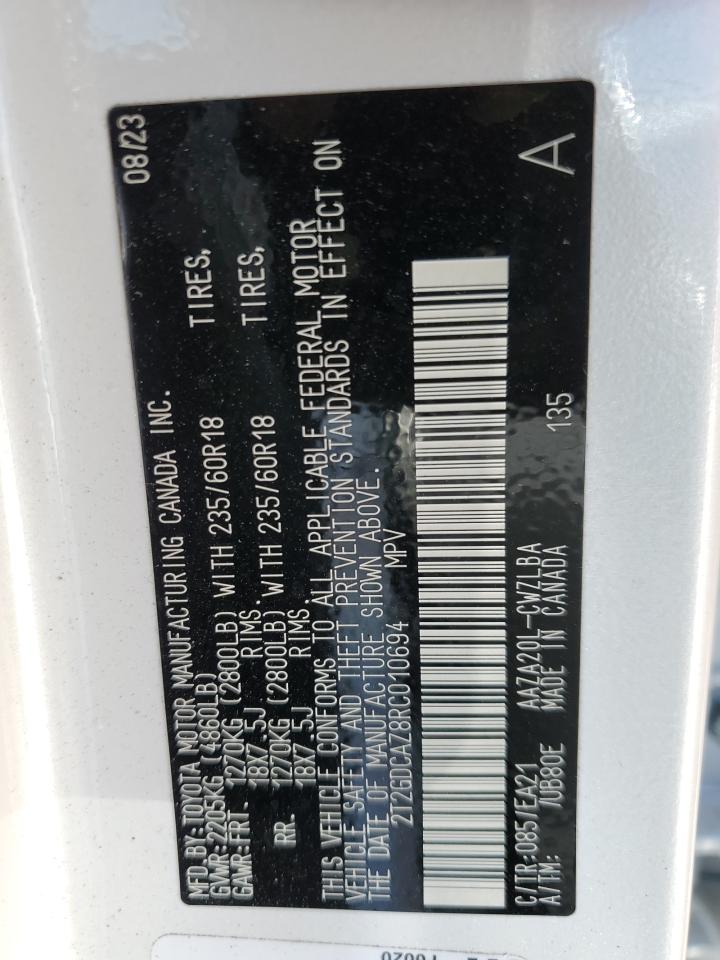 MFD. BY: TOYOTA MOTOR MANUFACTURING CANADA INC. 08/23
GVWR: 2205KG (4860LB)
GAWR: FRT. 1270KG (2800LB) WITH 235/60R18 TIRES,
18X7.5J RIMS.
RR. 1270KG (2800LB) WITH 235/60R18 TIRES,
18X7.5J RIMS.
THIS VEHICLE CONFORMS TO ALL APPLICABLE FEDERAL MOTOR
VEHICLE SAFETY AND THEFT PREVENTION STANDARDS IN EFFECT ON
THE DATE OF MANUFACTURE SHOWN ABOVE.
2T2GDCAZ8RC010694 MPV
C/TR: 085/EA21 AAZA20L-CWZLBA 135 A
A/TM: /UB80E MADE IN CANADA